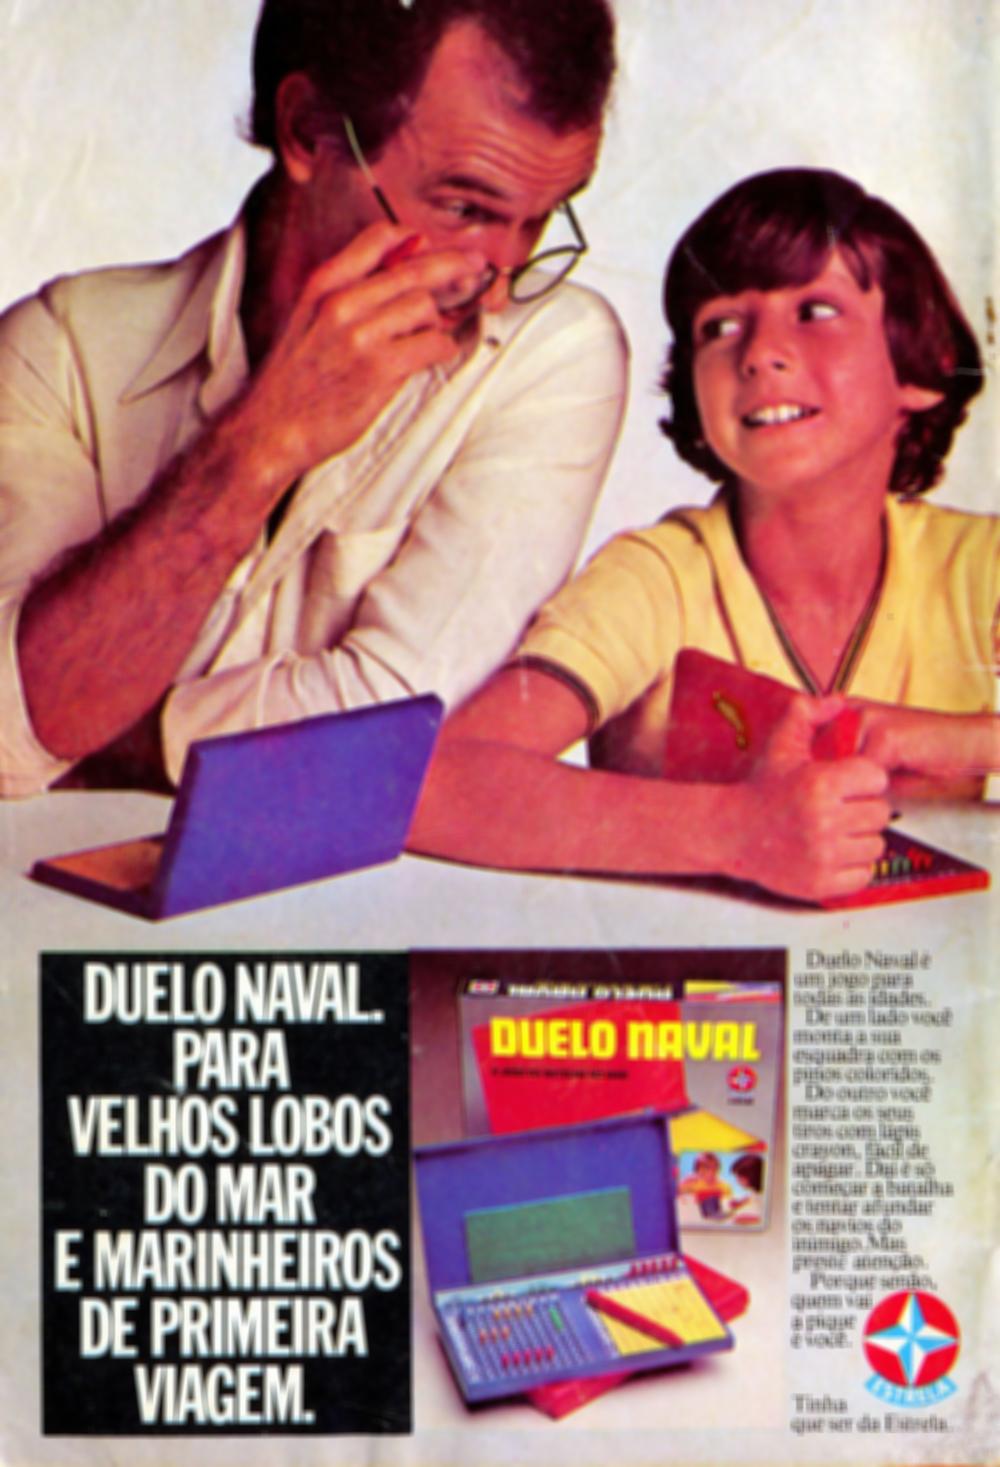 DUELO NAVAL.
PARA
VELHOS LOBOS
DO MAR
E MARINHEIROS
DE PRIMEIRA
VIAGEM.
DUELO NAVAL
DUELO NAVAL
Duelo Naval é
um jogo para
todas as idades.
De um lado você
monta a sua
esquadra com os
pinos coloridos.
Do outro você
marca os seus
tiros com lápis
crayon, fácil de
apagar. Daí é só
começar a batalha
e tentar afundar
os navios do
inimigo. Mas
preste atenção.
Porque senão,
quem vai
a pique
é você.
ESTRELA
Tinha
que ser da Estrela.